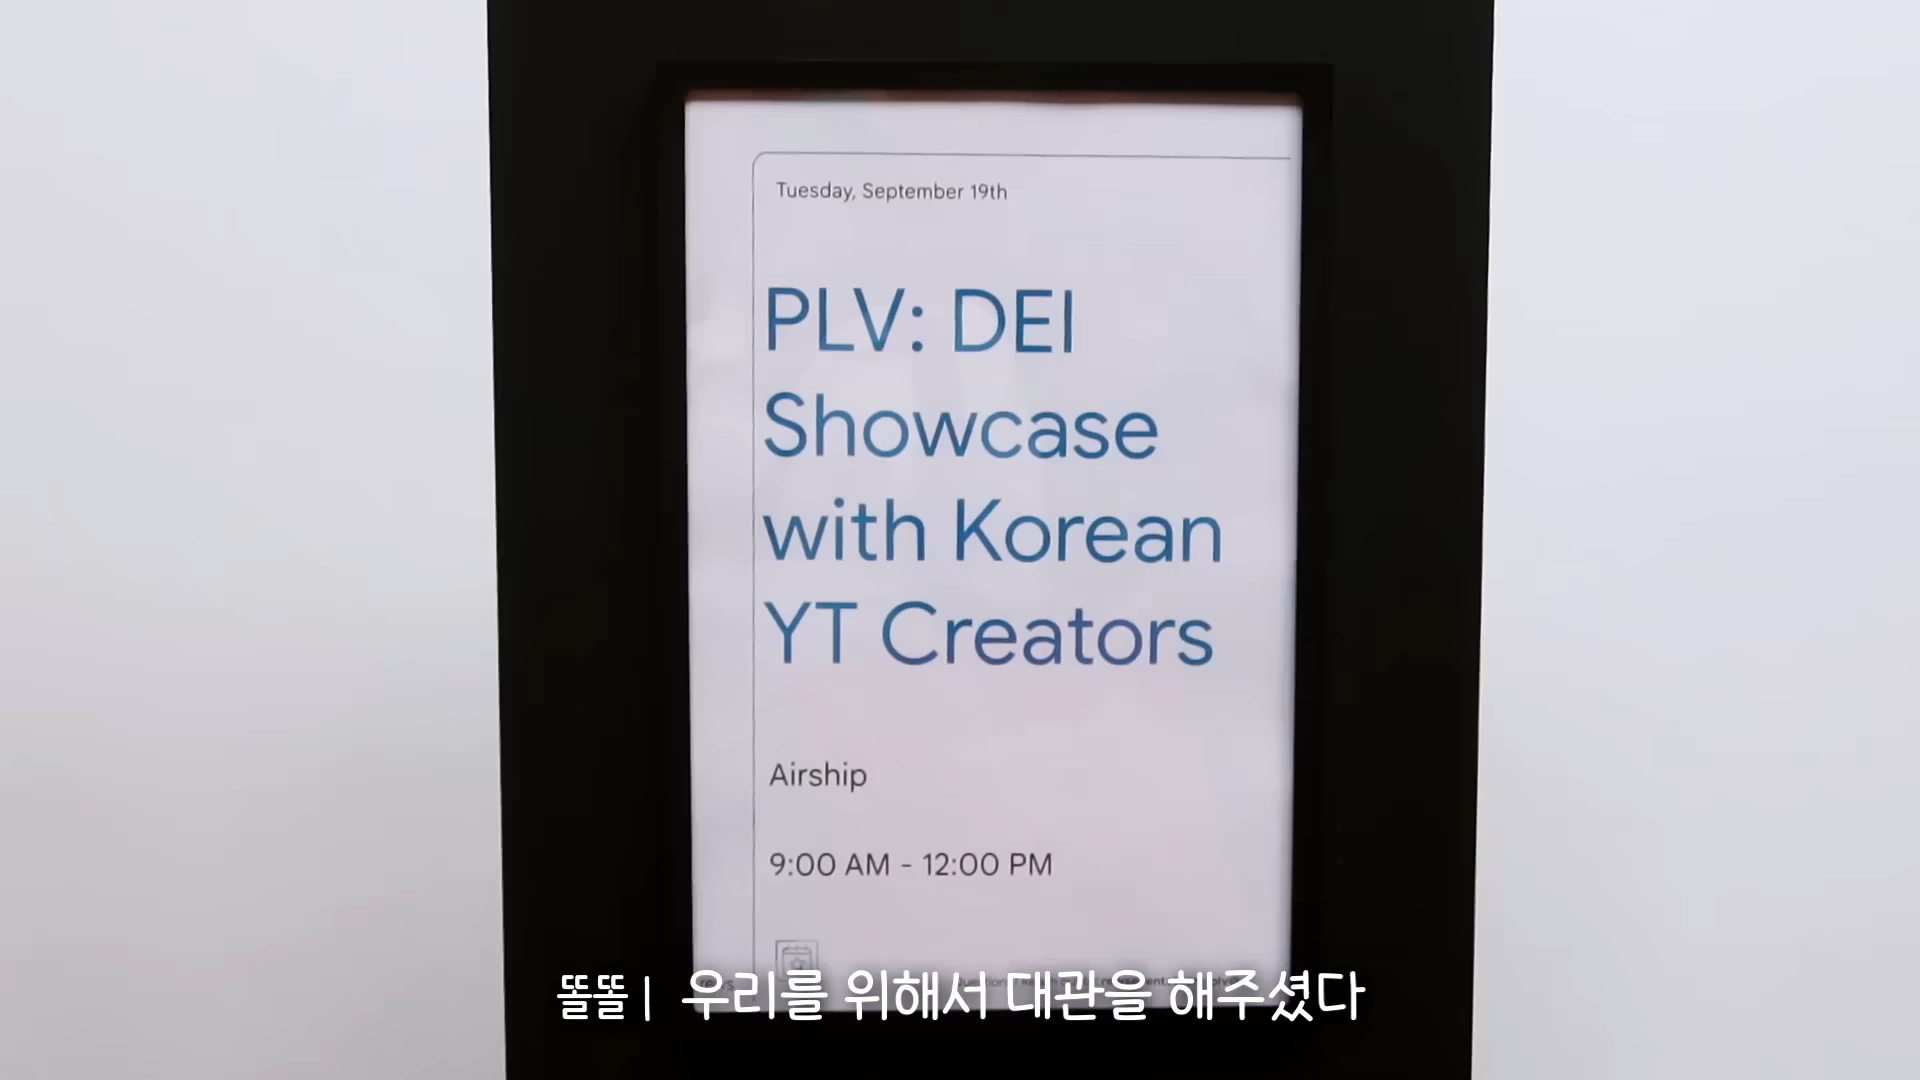 Tuesday, September 19th
PLV: DEI
Showcase
with Korean
YT Creators
Airship
9:00 AM - 12:00 PM
똘똘 | 우리를 위해서 대관을 해주셨다